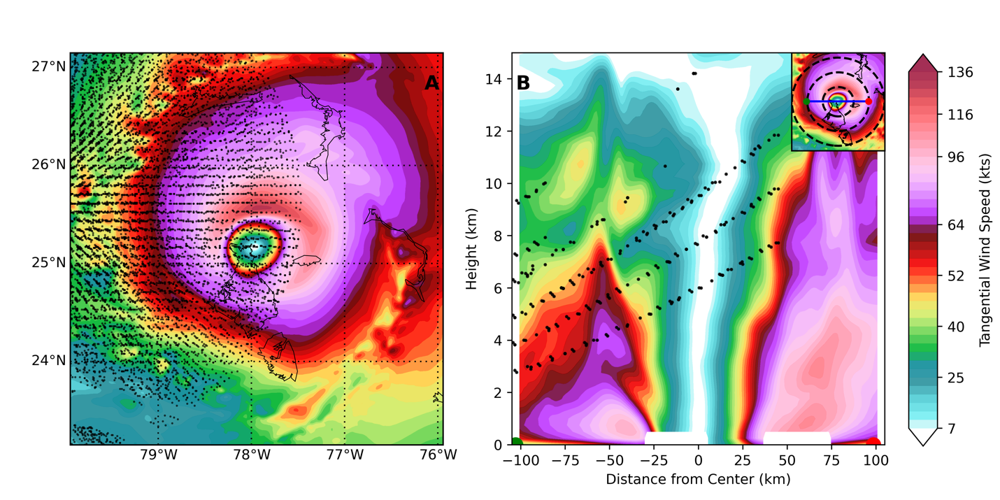 27°N
26°N
25°N
24°N
79°W
78°W
77°W
76°W
A
B
14
12
10
8
6
4
2
0
Height (km)
−100
−75
−50
−25
0
25
50
75
100
Distance from Center (km)
136
116
96
64
52
40
25
7
Tangential Wind Speed (kts)